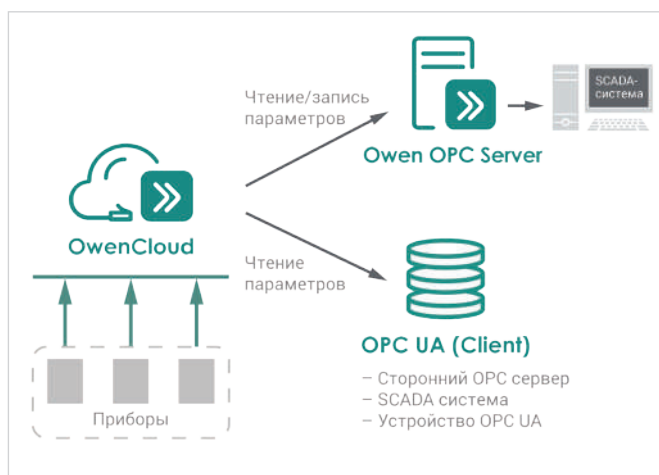 Чтение/запись
параметров
SCADA-
система
Owen OPC Server
OwenCloud
Чтение
параметров
Приборы
OPC UA (Client)
– Сторонний OPC сервер
– SCADA система
– Устройство OPC UA